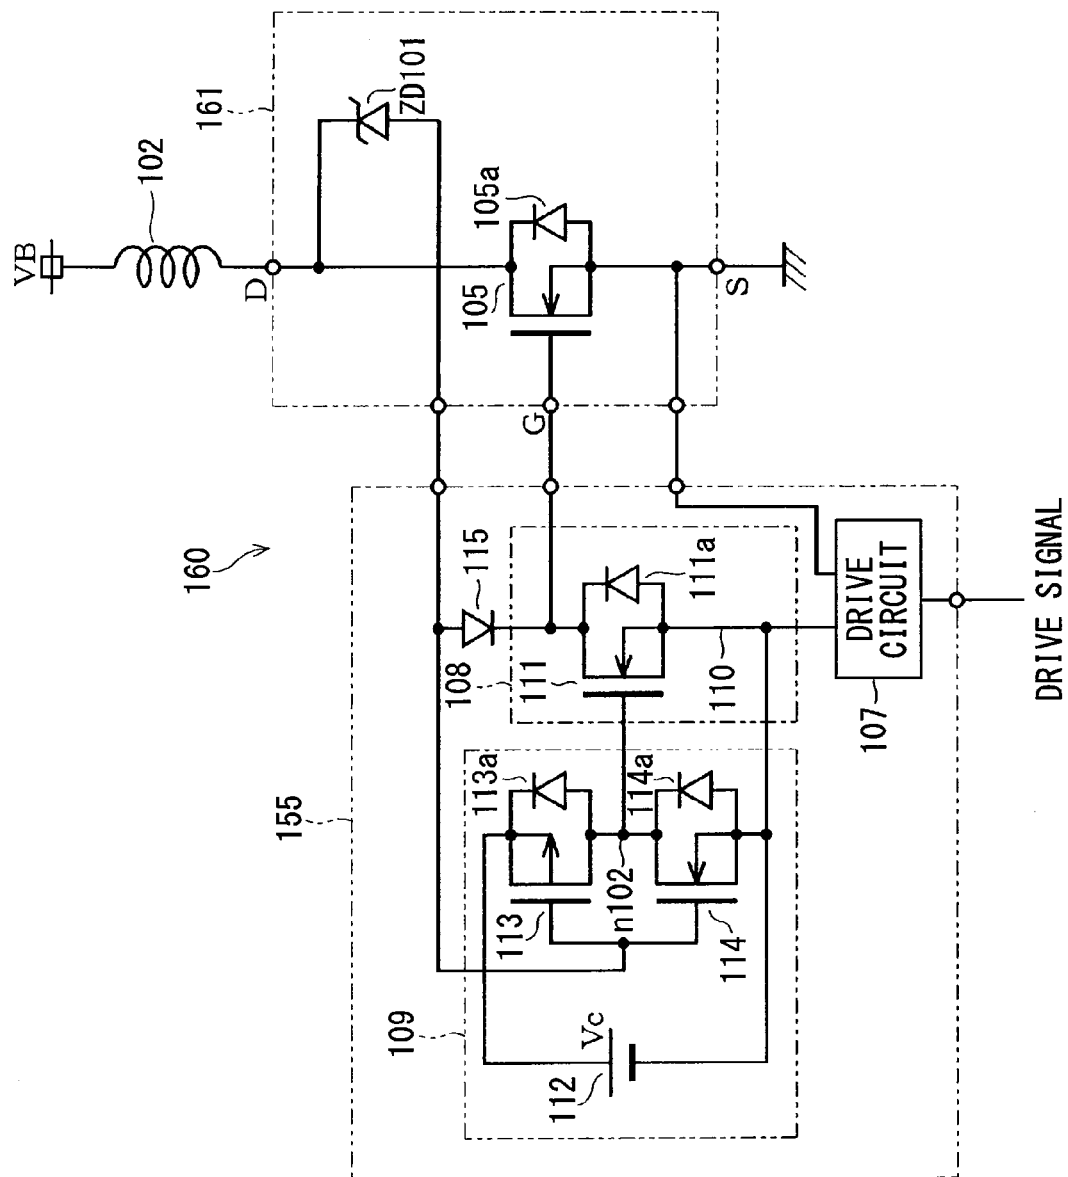 VB
102
161
ZD101
D
105
105a
S
G
160
155
115
108
111
111a
110
DRIVE
CIRCUIT
107
DRIVE SIGNAL
109
113a
113
n102
114a
114
Vc
112